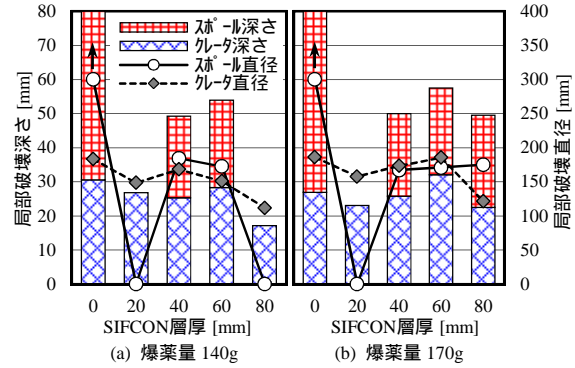 局部破壊深さ [mm]
80
70
60
50
40
30
20
10
0
ｽﾎﾟｰﾙ深さ
ｸﾚｰﾀ深さ
ｽﾎﾟｰﾙ直径
ｸﾚｰﾀ直径
0 20 40 60 80
SIFCON層厚 [mm]
(a) 爆薬量 140g
0 20 40 60 80
SIFCON層厚 [mm]
(b) 爆薬量 170g
400
350
300
250
200
150
100
50
0
局部破壊直径 [mm]